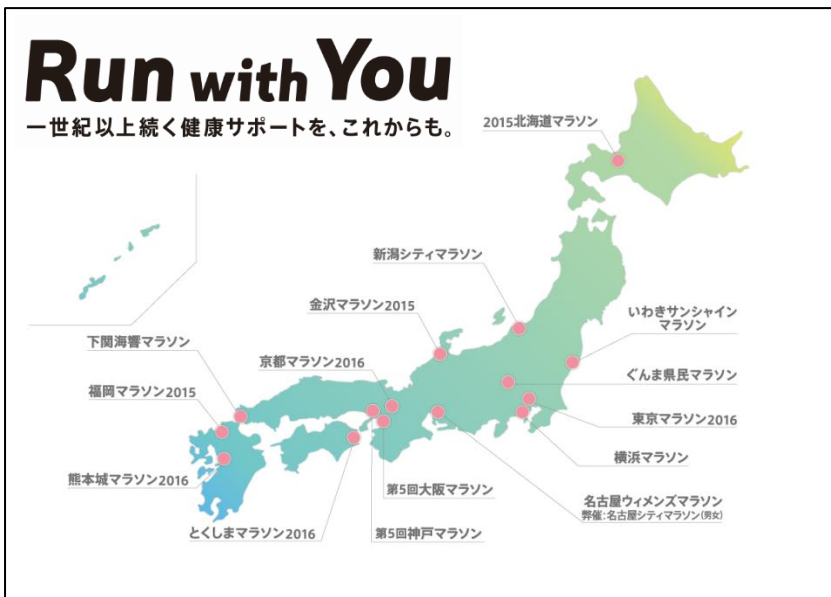 Run with You
一世紀以上続く健康サポートを、これからも。
2015北海道マラソン
新潟シティマラソン
金沢マラソン2015
いわきサンシャイン
マラソン
下関海響マラソン
京都マラソン2016
ぐんま県民マラソン
福岡マラソン2015
東京マラソン2016
横浜マラソン
熊本城マラソン2016
第5回大阪マラソン
名古屋ウィメンズマラソン
弊催:名古屋シティマラソン(男女)
とくしまマラソン2016
第5回神戸マラソン